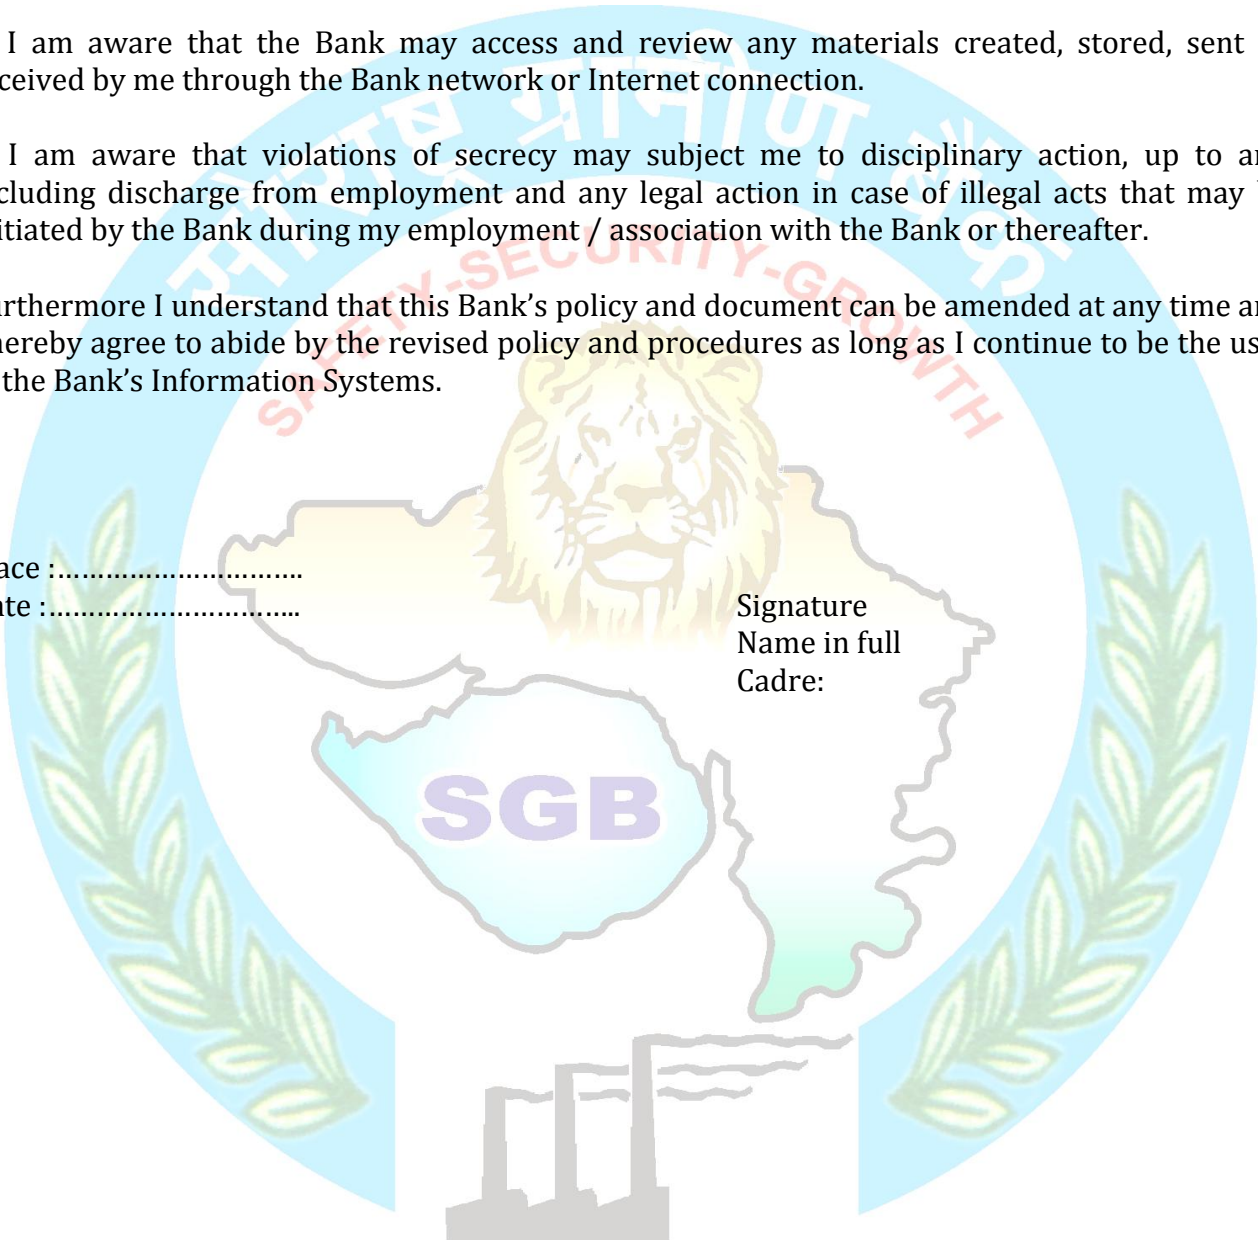 सौराष्ट्र ग्रामीण बैंक
SAFETY-SECURITY-GROWTH
I am aware that the Bank may access and review any materials created, stored, sent
ceived by me through the Bank network or Internet connection.
I am aware that violations of secrecy may subject me to disciplinary action, up to an
cluding discharge from employment and any legal action in case of illegal acts that may
itiated by the Bank during my employment / association with the Bank or thereafter.
urthermore I understand that this Bank’s policy and document can be amended at any time an
hereby agree to abide by the revised policy and procedures as long as I continue to be the us
the Bank’s Information Systems.
ace :…………………………
ate :…………………………
Signature
Name in full
Cadre:
SGB